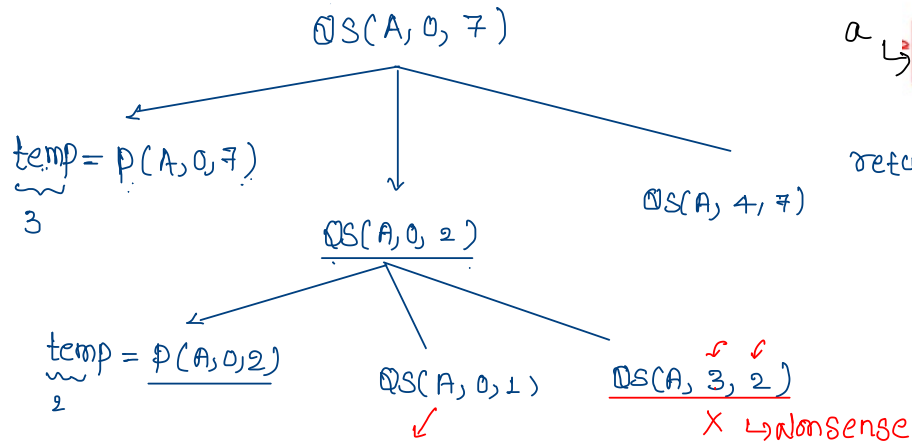 QS(A, 0, 7)
a
temp = P(A, 0, 7)
3
QS(A, 0, 2)
QS(A, 4, 7)
temp = P(A, 0, 2)
2
QS(A, 0, 1)
QS(A, 3, 2)
✓
X ↳ Nonsense